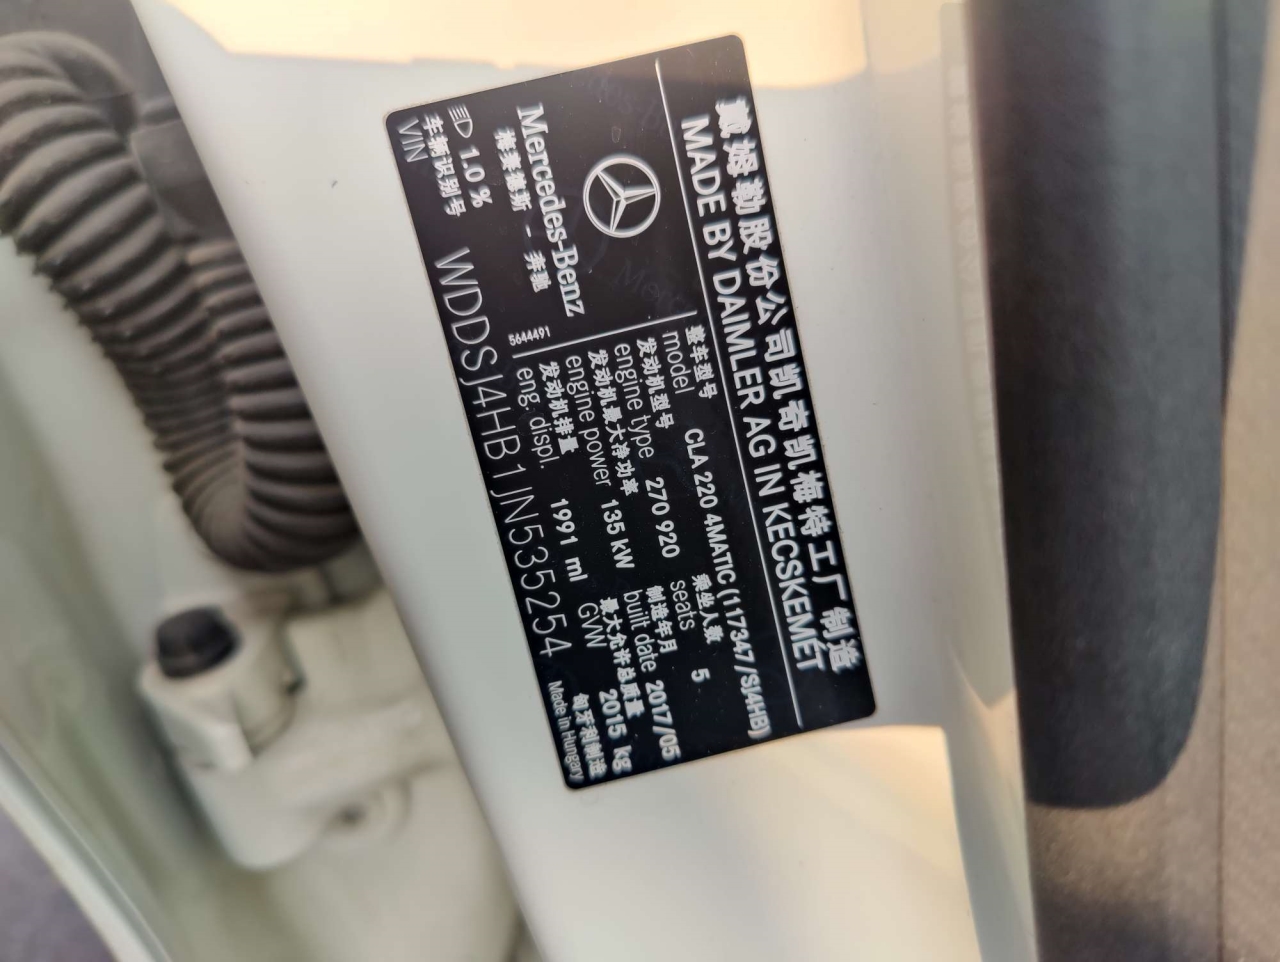 戴姆勒股份公司凯奇凯梅特工厂制造
MADE BY DAIMLER AG IN KECSKEMÉT
整车型号
model CLA 220 4MATIC (117347/SJ4HB)
发动机型号 乘坐人数
engine type 270 920 seats 5
发动机最大净功率 制造年月
engine power 135 kW built date 2017/05
发动机排量 最大允许总质量
eng. displ. 1991 ml GVW 2015 kg
Mercedes-Benz
梅赛德斯 - 奔驰
5644491
1.0 %
匈牙利制造
Made in Hungary
车辆识别号
VIN WDDSJ4HB1JN535254